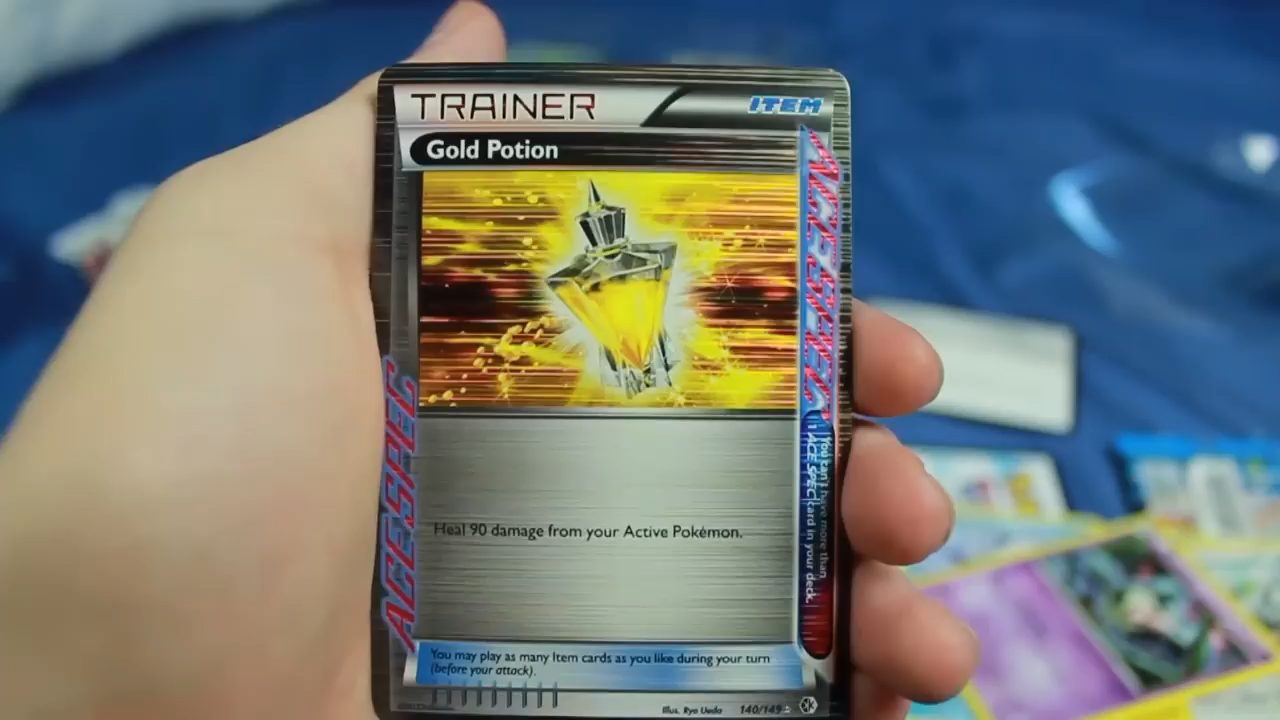 TRAINER
ITEM
Gold Potion
ACE SPEC
ACE SPEC
You can't have more than
1 ACE SPEC card in your deck.
Heal 90 damage from your Active Pokémon.
You may play as many Item cards as you like during your turn
(before your attack).
Illus. Ryo Ueda
140/149